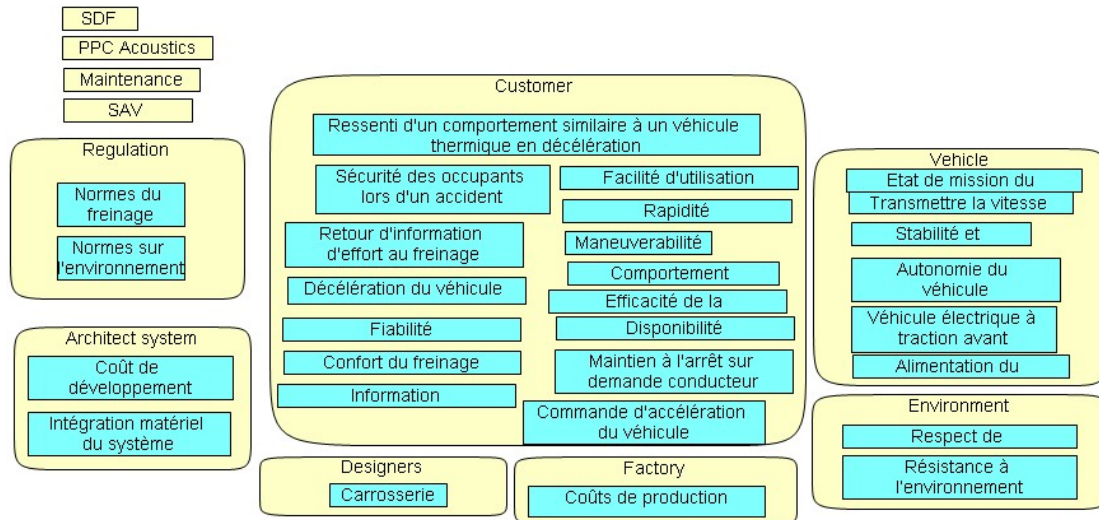 SDF
PPC Acoustics
Maintenance
SAV
Regulation
Normes du
freinage
Normes sur
l'environnement
Architect system
Coût de
développement
Intégration matériel
du système
Customer
Ressenti d'un comportement similaire à un véhicule
thermique en décélération
Sécurité des occupants
lors d'un accident
Retour d'information
d'effort au freinage
Décélération du véhicule
Fiabilité
Confort du freinage
Information
Facilité d'utilisation
Rapidité
Maneuverabilité
Comportement
Efficacité de la
Disponibilité
Maintien à l'arrêt sur
demande conducteur
Commande d'accélération
du véhicule
Designers
Carrosserie
Factory
Coûts de production
Vehicle
Etat de mission du
Transmettre la vitesse
Stabilité et
Autonomie du
véhicule
Véhicule électrique à
traction avant
Alimentation du
Environment
Respect de
Résistance à
l'environnement